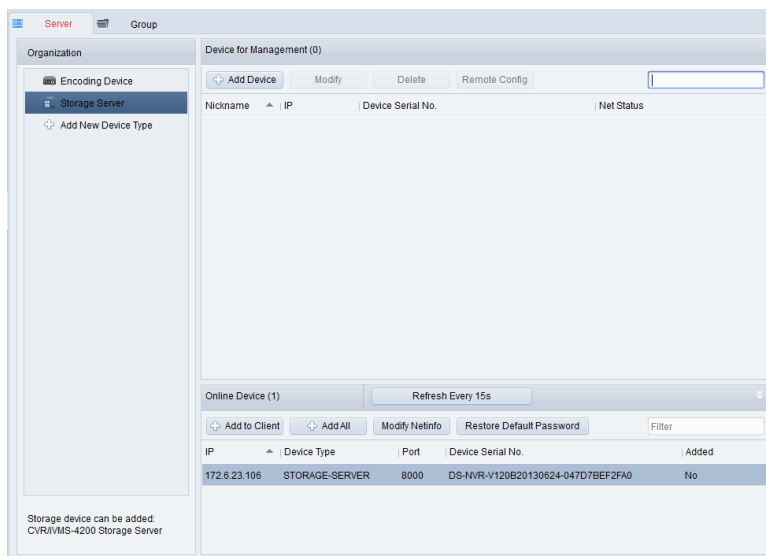 Server Group
Organization
Encoding Device
Storage Server
Add New Device Type
Storage device can be added:
CVR/iVMS-4200 Storage Server
Device for Management (0)
Add Device Modify Delete Remote Config
Nickname IP Device Serial No. Net Status
Online Device (1) Refresh Every 15s
Add to Client Add All Modify Netinfo Restore Default Password Filter
IP Device Type Port Device Serial No. Added
172.6.23.106 STORAGE-SERVER 8000 DS-NVR-V120B20130624-047D7BEF2FA0 No